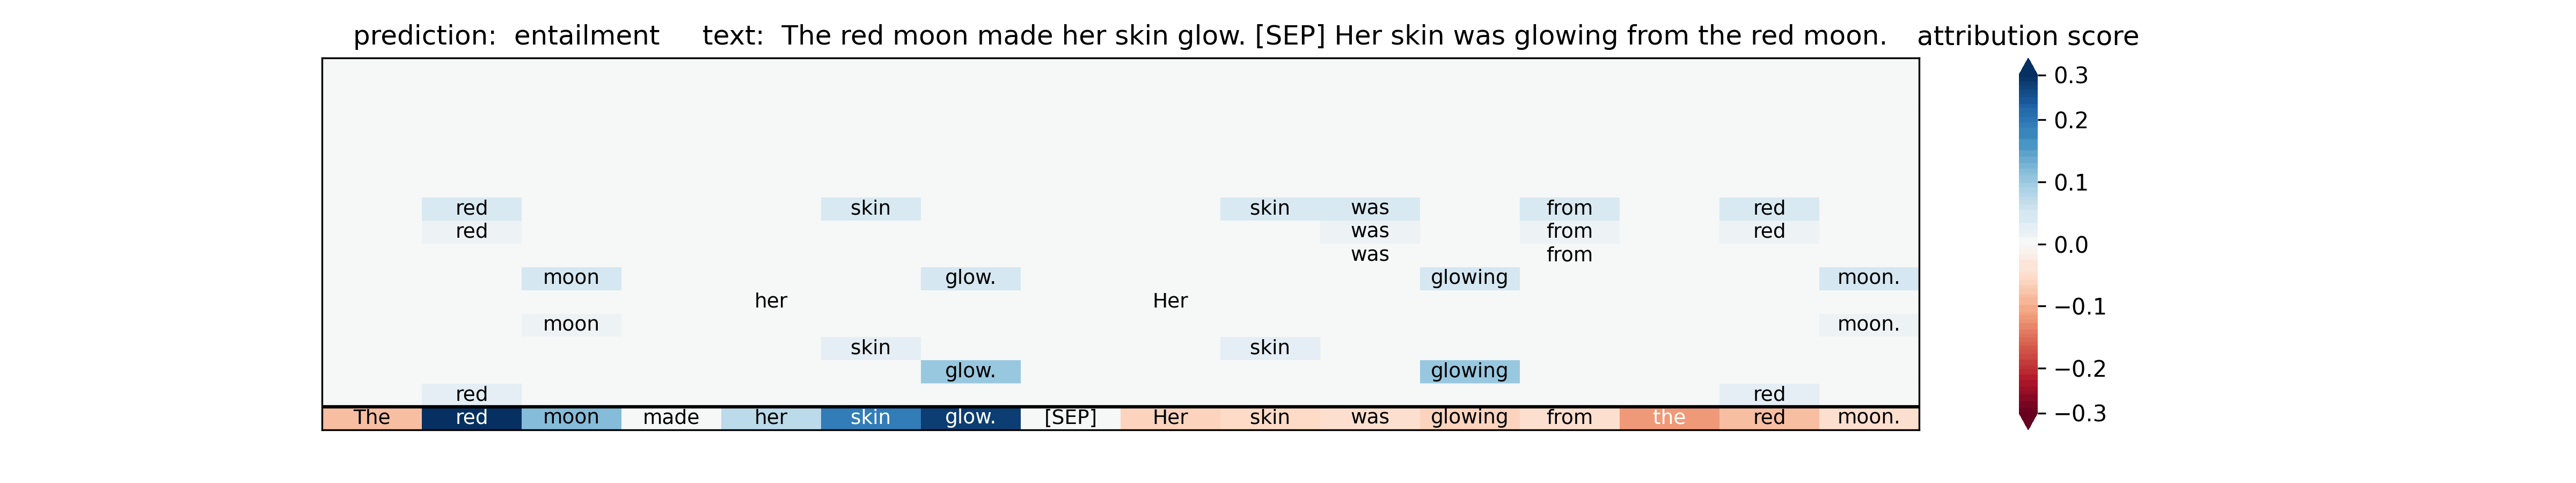 prediction: entailment text: The red moon made her skin glow. [SEP] Her skin was glowing from the red moon. attribution score
0.3
0.2
0.1
0.0
−0.1
−0.2
−0.3
red skin skin was from red
red was from red
was from
moon glow. glowing moon.
her Her
moon moon.
skin skin
glow. glowing
red red
The red moon made her skin glow. [SEP] Her skin was glowing from the red moon.